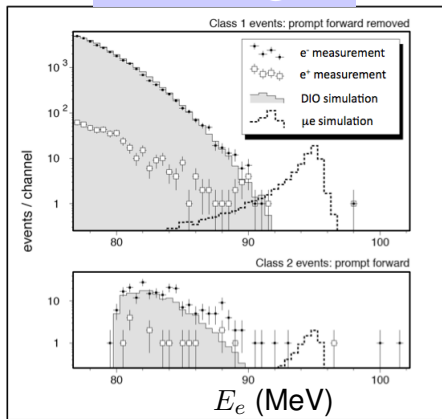 Class 1 events: prompt forward removed
e- measurement
e+ measurement
DIO simulation
μe simulation
events / channel
10³
10²
10
1
80
90
100
Class 2 events: prompt forward
10
1
80
90
100
E_e (MeV)